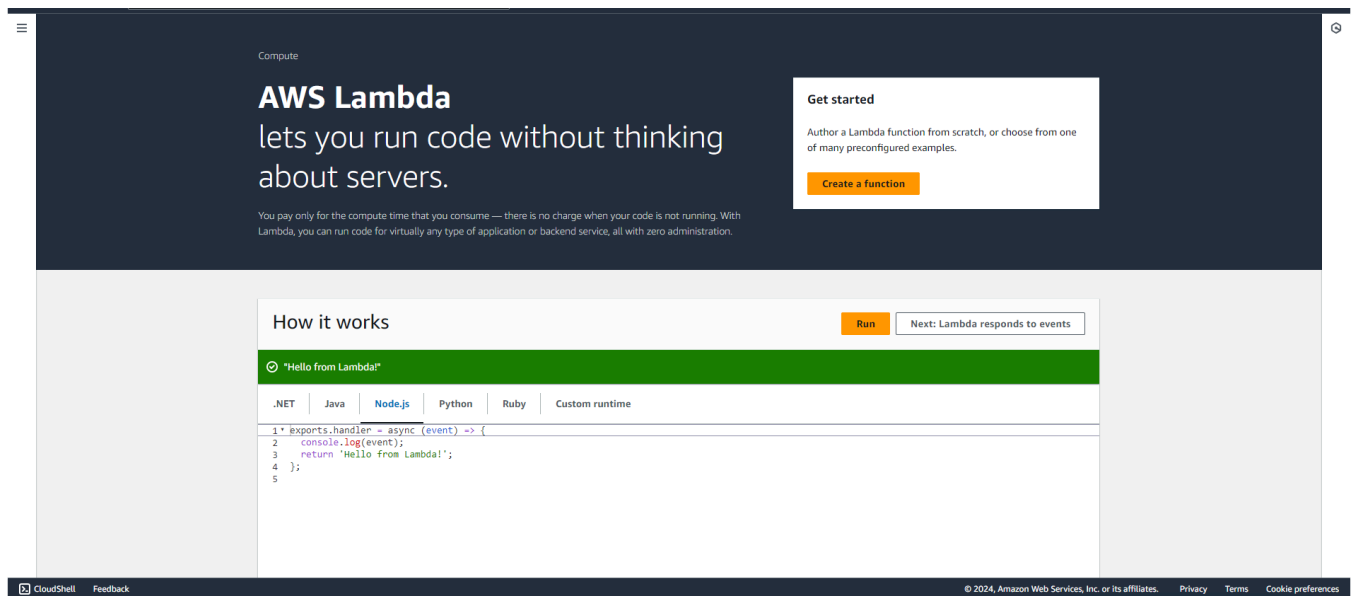 Compute
AWS Lambda
lets you run code without thinking
about servers.
You pay only for the compute time that you consume — there is no charge when your code is not running. With
Lambda, you can run code for virtually any type of application or backend service, all with zero administration.
Get started
Author a Lambda function from scratch, or choose from one
of many preconfigured examples.
Create a function
How it works
Run
Next: Lambda responds to events
"Hello from Lambda!"
.NET Java Node.js Python Ruby Custom runtime
1 exports.handler = async (event) => {
2 console.log(event);
3 return 'Hello from Lambda!';
4 };
5
CloudShell Feedback © 2024, Amazon Web Services, Inc. or its affiliates. Privacy Terms Cookie preferences